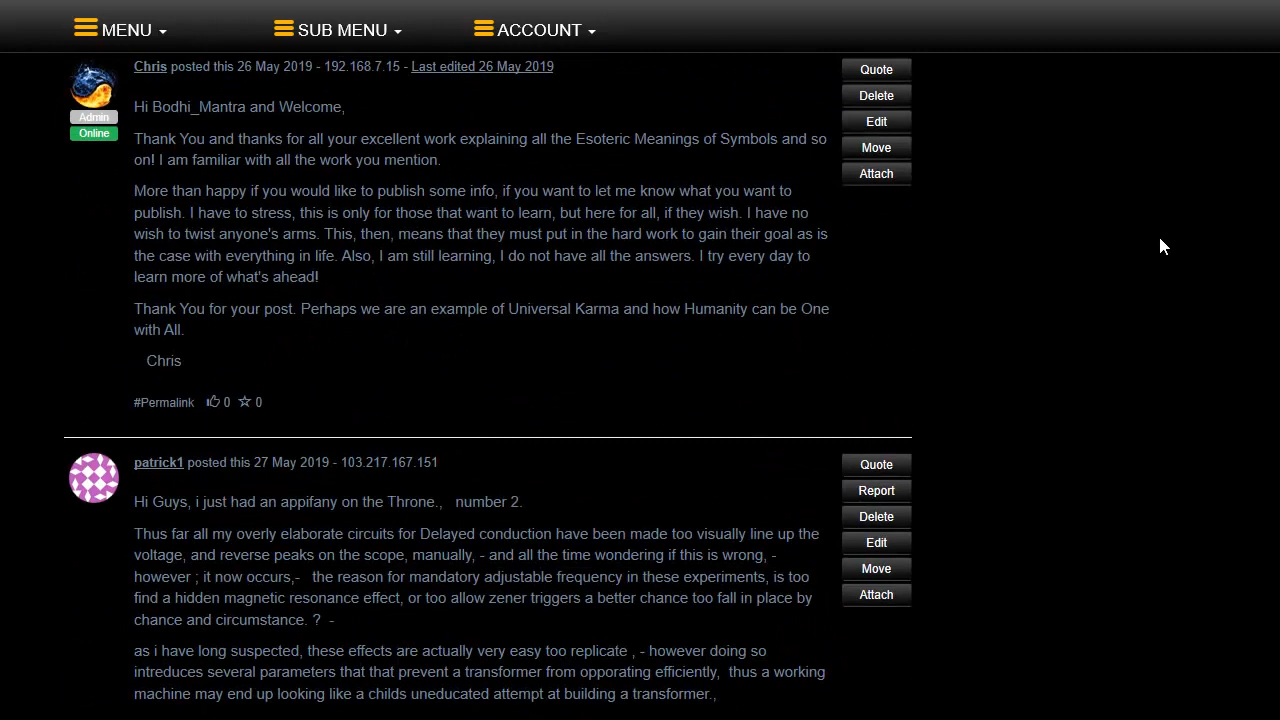 MENU SUB MENU ACCOUNT
Chris posted this 26 May 2019 - 192.168.7.15 - Last edited 26 May 2019
Admin
Online
Hi Bodhi_Mantra and Welcome,
Thank You and thanks for all your excellent work explaining all the Esoteric Meanings of Symbols and so
on! I am familiar with all the work you mention.
More than happy if you would like to publish some info, if you want to let me know what you want to
publish. I have to stress, this is only for those that want to learn, but here for all, if they wish. I have no
wish to twist anyone's arms. This, then, means that they must put in the hard work to gain their goal as is
the case with everything in life. Also, I am still learning, I do not have all the answers. I try every day to
learn more of what's ahead!
Thank You for your post. Perhaps we are an example of Universal Karma and how Humanity can be One
with All.
Chris
#Permalink 0 0
Quote
Delete
Edit
Move
Attach
patrick1 posted this 27 May 2019 - 103.217.167.151
Hi Guys, i just had an appifany on the Throne., number 2.
Thus far all my overly elaborate circuits for Delayed conduction have been made too visually line up the
voltage, and reverse peaks on the scope, manually, - and all the time wondering if this is wrong, -
however ; it now occurs,- the reason for mandatory adjustable frequency in these experiments, is too
find a hidden magnetic resonance effect, or too allow zener triggers a better chance too fall in place by
chance and circumstance. ? -
as i have long suspected, these effects are actually very easy too replicate , - however doing so
intreduces several parameters that that prevent a transformer from opporating efficiently, thus a working
machine may end up looking like a childs uneducated attempt at building a transformer.,
Quote
Report
Delete
Edit
Move
Attach